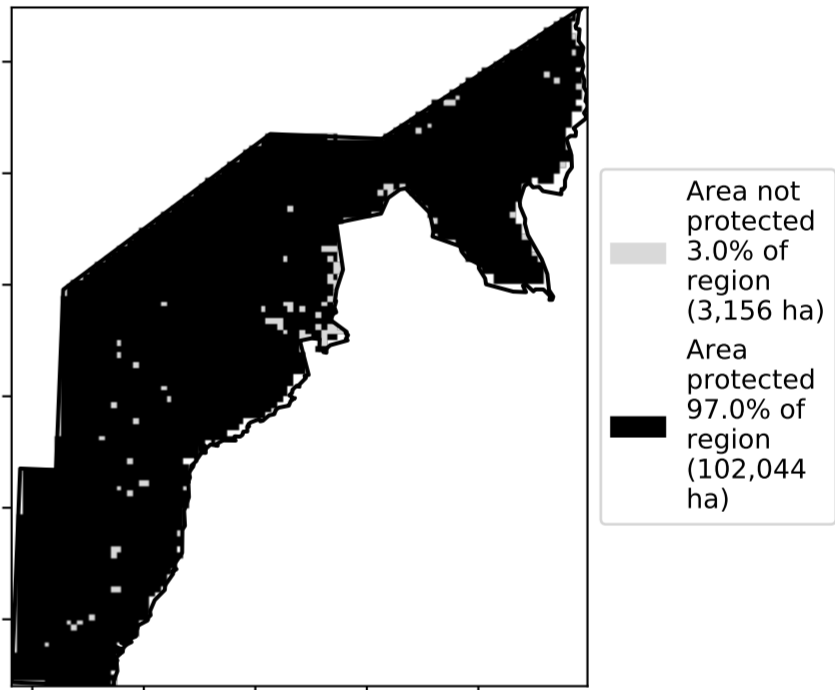 Area not
protected
3.0% of
region
(3,156 ha)
Area
protected
97.0% of
region
(102,044
ha)